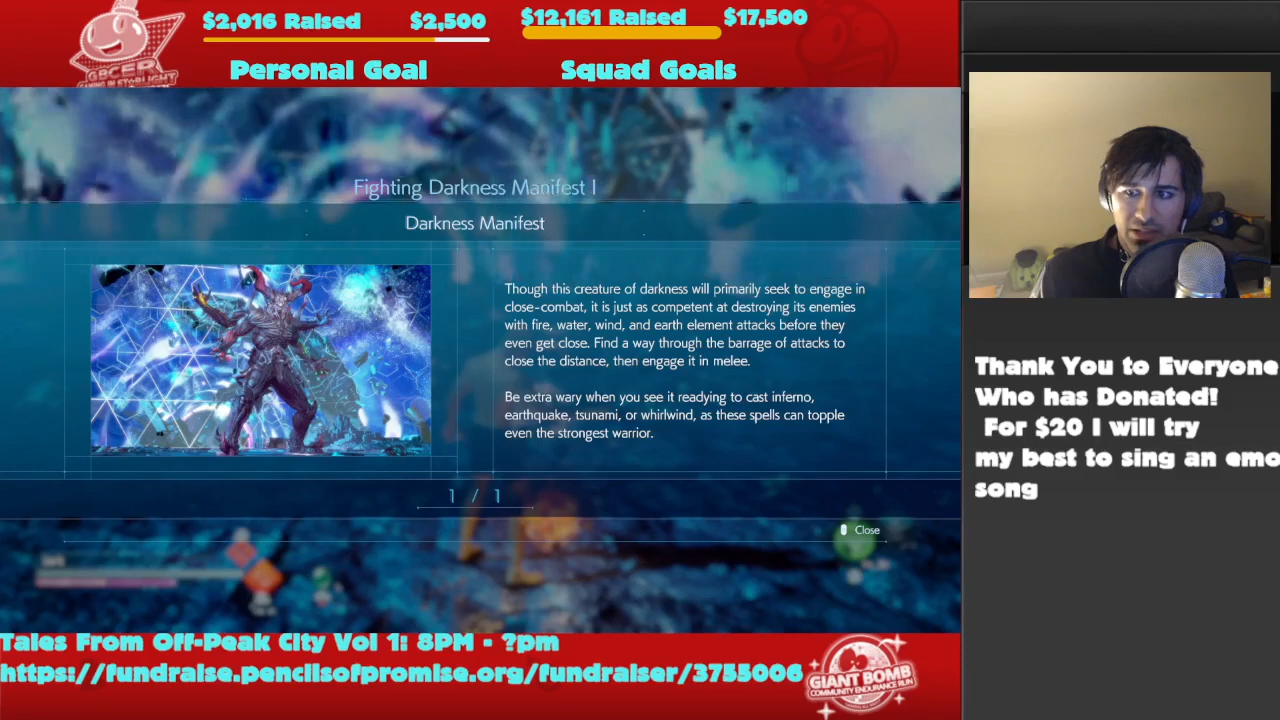 $2,016 Raised $2,500
$12,161 Raised $17,500
Personal Goal
Squad Goals
GBCER
GAMING IN STARLIGHT
Fighting Darkness Manifest I
Darkness Manifest
Though this creature of darkness will primarily seek to engage in
close-combat, it is just as competent at destroying its enemies
with fire, water, wind, and earth element attacks before they
even get close. Find a way through the barrage of attacks to
close the distance, then engage it in melee.
Be extra wary when you see it readying to cast inferno,
earthquake, tsunami, or whirlwind, as these spells can topple
even the strongest warrior.
1 / 1
Close
Thank You to Everyone
Who has Donated!
For $20 I will try
my best to sing an emo
song
Tales From Off-Peak City Vol 1: 8PM - ?pm
https://fundraise.pencilsofpromise.org/fundraiser/3755006
GIANT BOMB
COMMUNITY ENDURANCE RUN